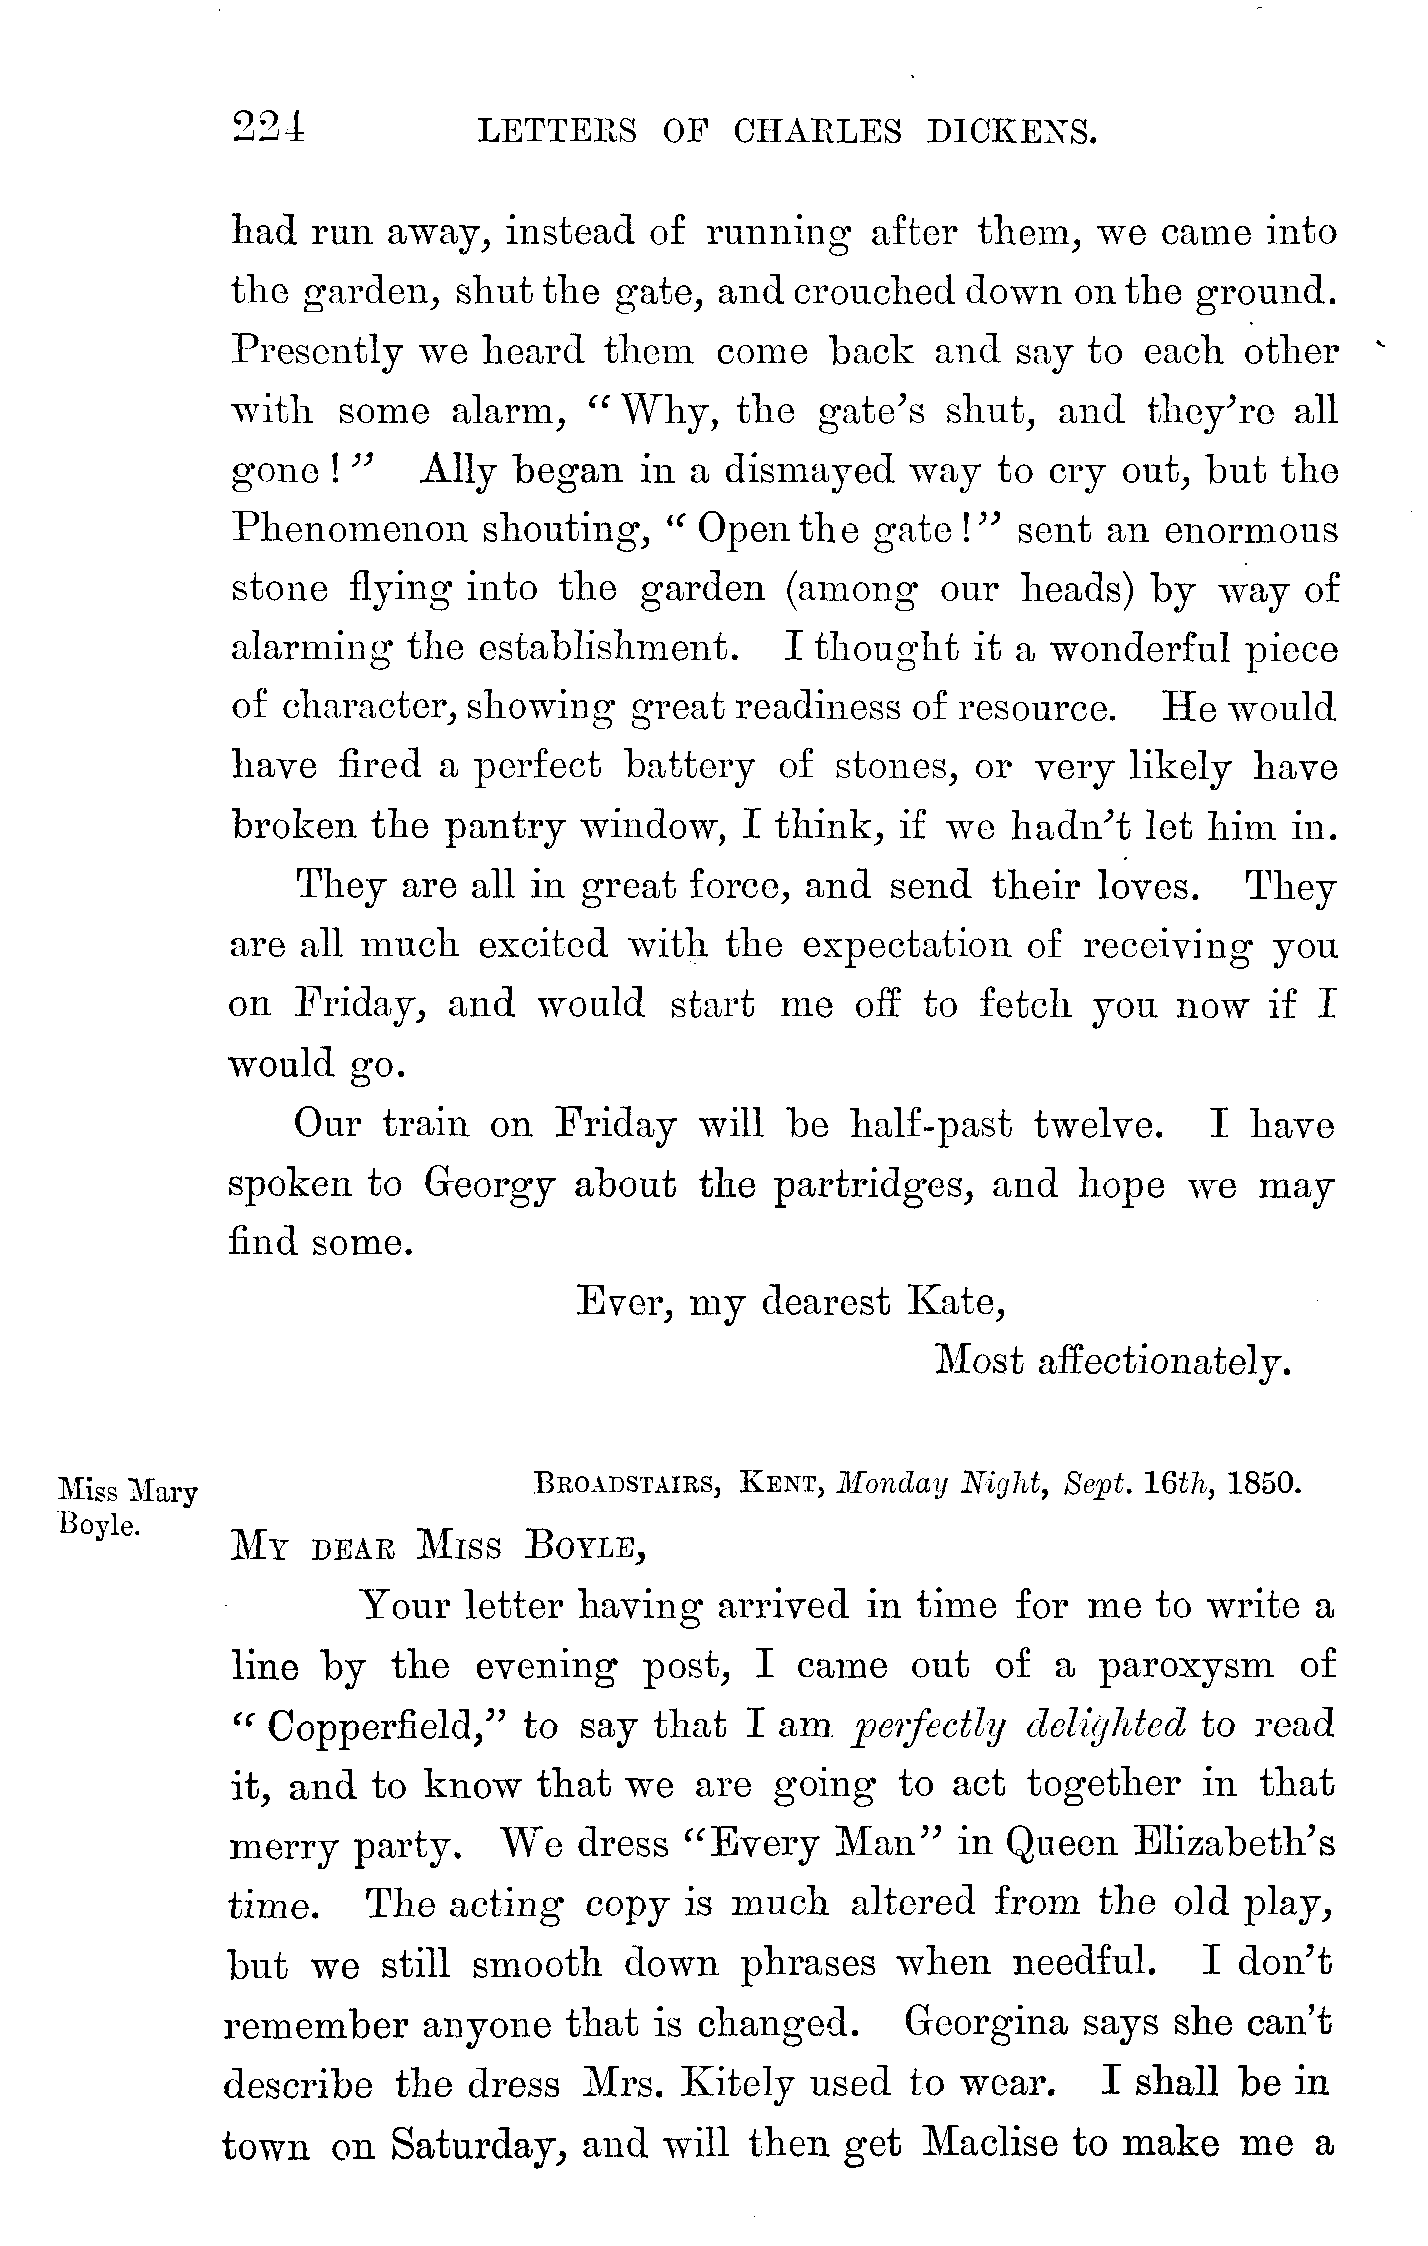 224 LETTERS OF CHARLES DICKENS.
had run away, instead of running after them, we came into
the garden, shut the gate, and crouched down on the ground.
Presently we heard them come back and say to each other
with some alarm, “Why, the gate’s shut, and they’re all
gone!” Ally began in a dismayed way to cry out, but the
Phenomenon shouting, “Open the gate!” sent an enormous
stone flying into the garden (among our heads) by way of
alarming the establishment. I thought it a wonderful piece
of character, showing great readiness of resource. He would
have fired a perfect battery of stones, or very likely have
broken the pantry window, I think, if we hadn’t let him in.
They are all in great force, and send their loves. They
are all much excited with the expectation of receiving you
on Friday, and would start me off to fetch you now if I
would go.
Our train on Friday will be half-past twelve. I have
spoken to Georgy about the partridges, and hope we may
find some.
Ever, my dearest Kate,
Most affectionately.
Miss Mary
Boyle.
BROADSTAIRS, KENT, Monday Night, Sept. 16th, 1850.
MY DEAR MISS BOYLE,
Your letter having arrived in time for me to write a
line by the evening post, I came out of a paroxysm of
“Copperfield,” to say that I am perfectly delighted to read
it, and to know that we are going to act together in that
merry party. We dress “Every Man” in Queen Elizabeth’s
time. The acting copy is much altered from the old play,
but we still smooth down phrases when needful. I don’t
remember anyone that is changed. Georgina says she can’t
describe the dress Mrs. Kitely used to wear. I shall be in
town on Saturday, and will then get Maclise to make me a